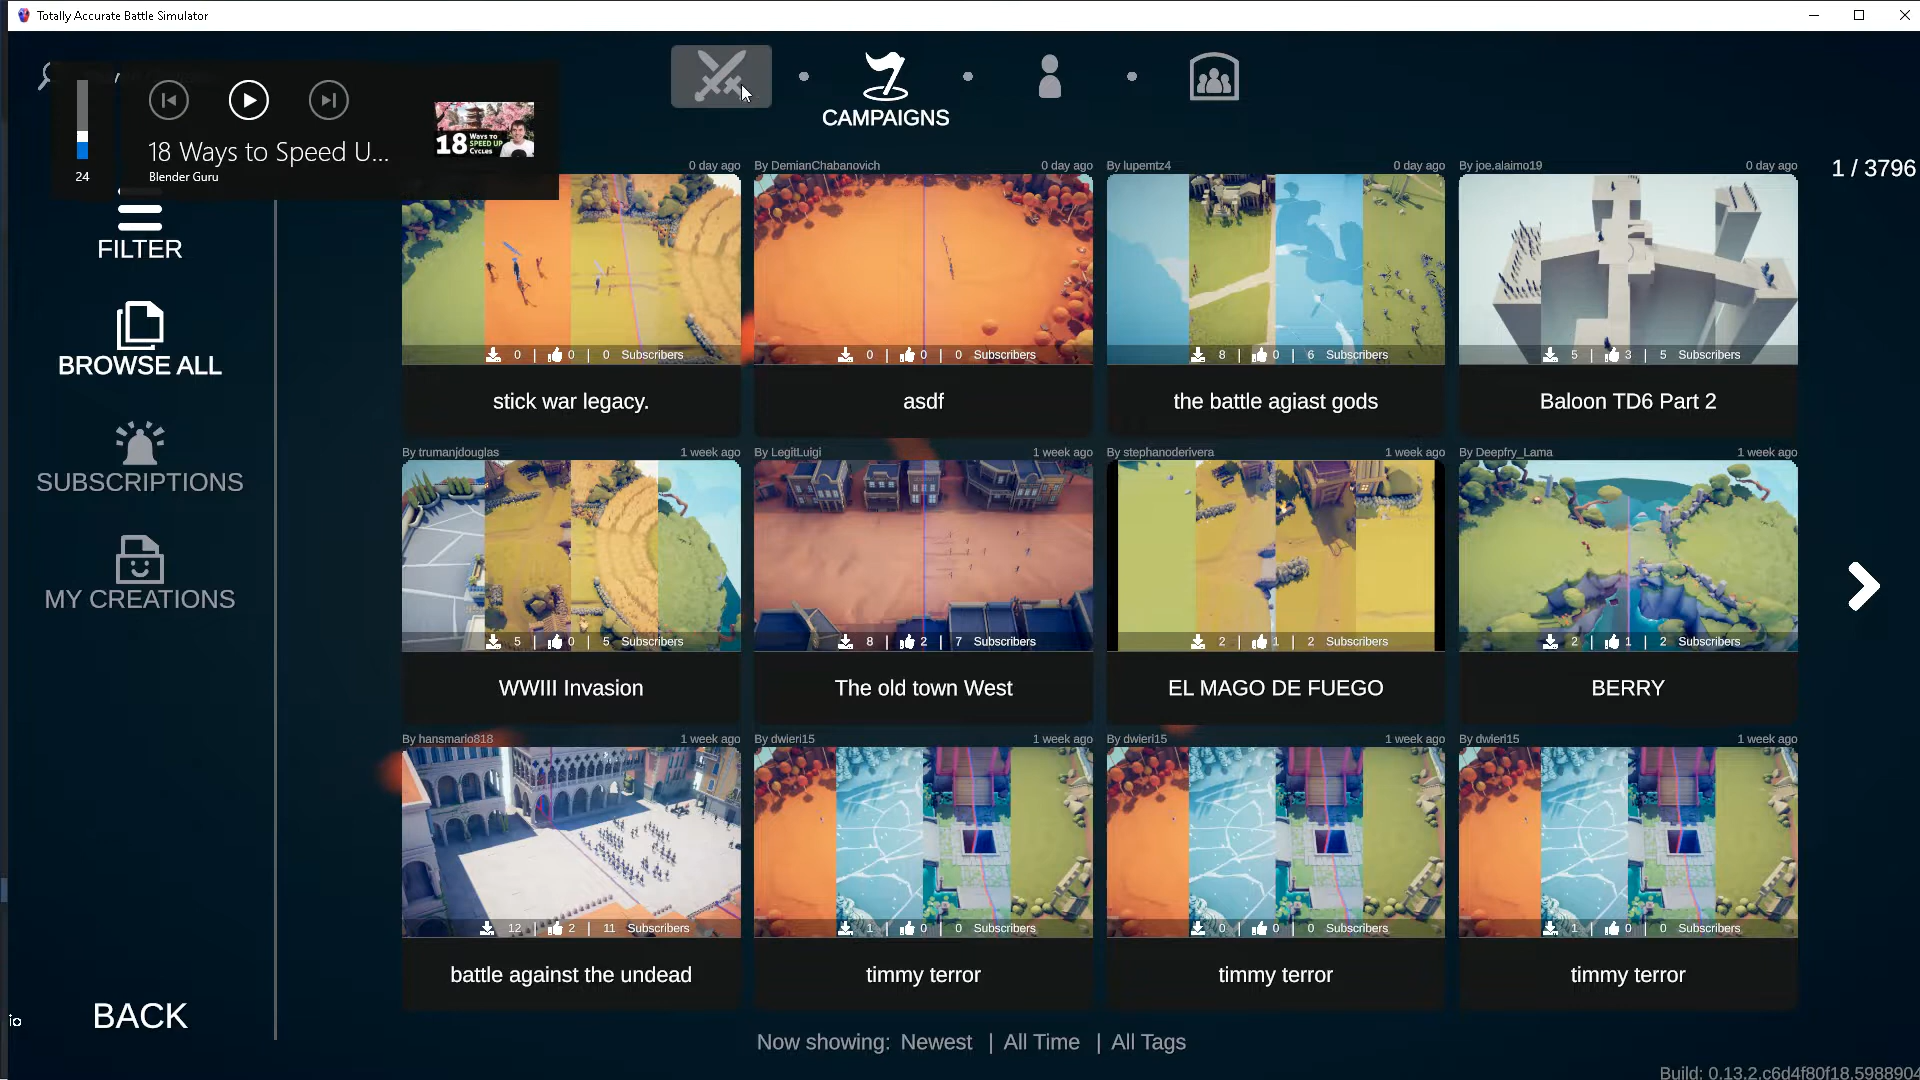 Totally Accurate Battle Simulator
CAMPAIGNS
18 Ways to Speed U...
Blender Guru
24
18 Ways to SPEED UP Cycles
1 / 3796
FILTER
BROWSE ALL
SUBSCRIPTIONS
MY CREATIONS
0 day ago
By DemianChabanovich 0 day ago
By lupemtz4 0 day ago
By joe.alaimo19 0 day ago
0 | 0 | 0 Subscribers
0 | 0 | 0 Subscribers
8 | 0 | 6 Subscribers
5 | 3 | 5 Subscribers
stick war legacy.
asdf
the battle agiast gods
Baloon TD6 Part 2
By trumanjdouglas 1 week ago
By LegitLuigi 1 week ago
By stephanoderivera 1 week ago
By Deepfry_Lama 1 week ago
5 | 0 | 5 Subscribers
8 | 2 | 7 Subscribers
2 | 1 | 2 Subscribers
2 | 1 | 2 Subscribers
WWIII Invasion
The old town West
EL MAGO DE FUEGO
BERRY
By hansmario818 1 week ago
By dwieri15 1 week ago
By dwieri15 1 week ago
By dwieri15 1 week ago
12 | 2 | 11 Subscribers
1 | 0 | 0 Subscribers
0 | 0 | 0 Subscribers
1 | 0 | 0 Subscribers
battle against the undead
timmy terror
timmy terror
timmy terror
BACK
io
Now showing: Newest | All Time | All Tags
Build: 0.13.2.c6d4f80f18.5988904